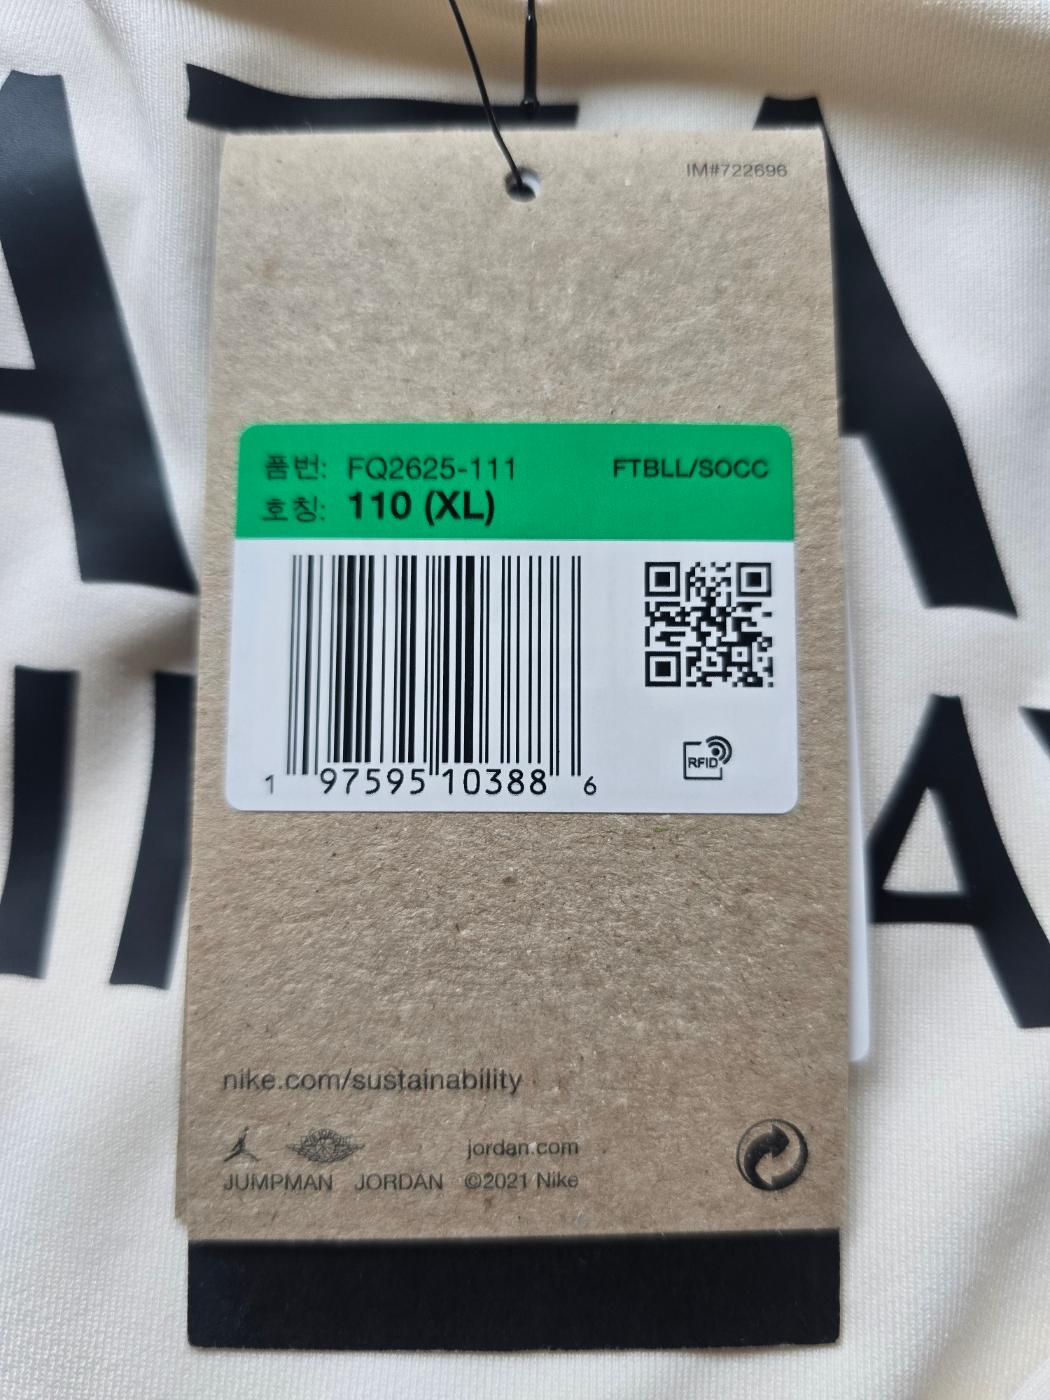 IM#722696
품번: FQ2625-111 FTBLL/SOCC
호칭: 110 (XL)
1 97595 10388 6
RFID
nike.com/sustainability
jordan.com
JUMPMAN JORDAN ©2021 Nike